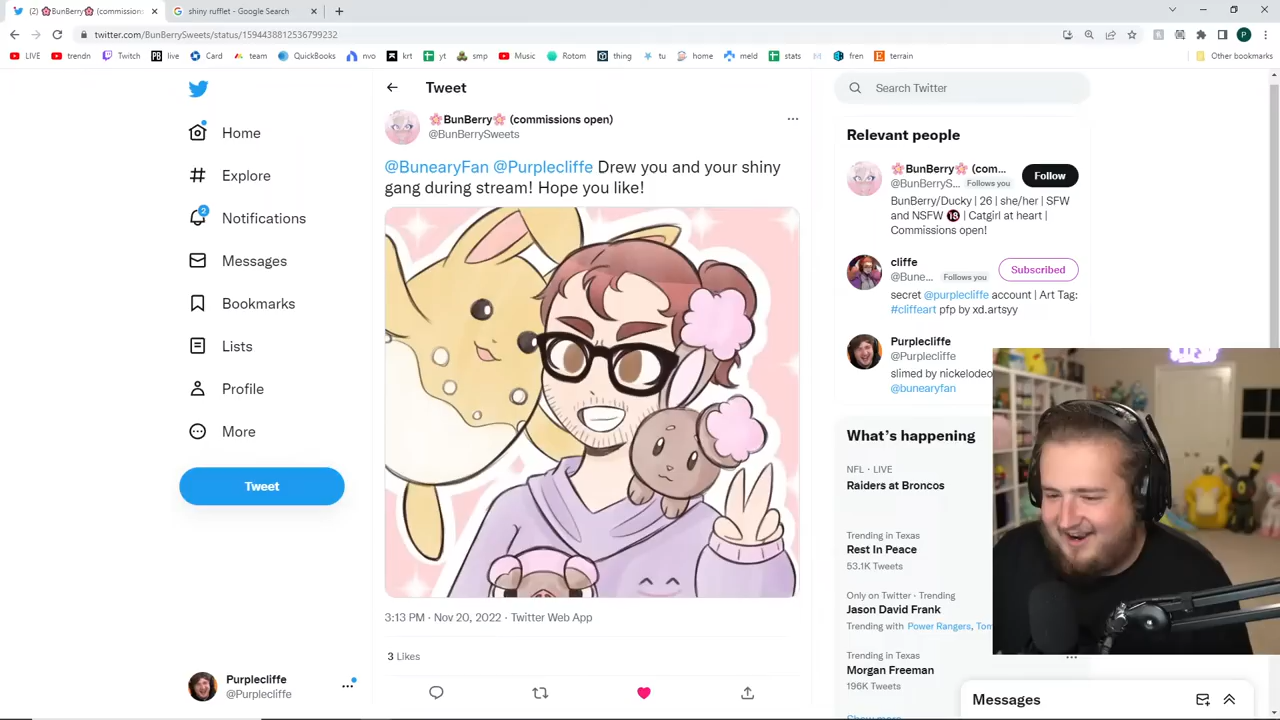 (2) 🌸BunBerry🌸 (commissions
shiny rufflet - Google Search
twitter.com/BunBerrySweets/status/1594438812536799232
LIVE
trendn
Twitch
live
Card
team
QuickBooks
nvo
krt
yt
smp
Music
Rotom
thing
tu
home
meld
stats
fren
terrain
Other bookmarks
Home
Explore
2
Notifications
Messages
Bookmarks
Lists
Profile
More
Tweet
Purplecliffe
@Purplecliffe
Tweet
🌸BunBerry🌸 (commissions open)
@BunBerrySweets
@BunearyFan @Purplecliffe Drew you and your shiny
gang during stream! Hope you like!
3:13 PM · Nov 20, 2022 · Twitter Web App
3 Likes
Search Twitter
Relevant people
🌸BunBerry🌸 (com...
@BunBerryS... Follows you
Follow
BunBerry/Ducky | 26 | she/her | SFW
and NSFW 🔞 | Catgirl at heart |
Commissions open!
cliffe
@Bune... Follows you
Subscribed
secret @purplecliffe account | Art Tag:
#cliffeart pfp by xd.artsyy
Purplecliffe
@Purplecliffe
slimed by nickelodeo
@bunearyfan
What's happening
NFL · LIVE
Raiders at Broncos
Trending in Texas
Rest In Peace
53.1K Tweets
Only on Twitter · Trending
Jason David Frank
Trending with Power Rangers, Tom
Trending in Texas
Morgan Freeman
196K Tweets
Messages